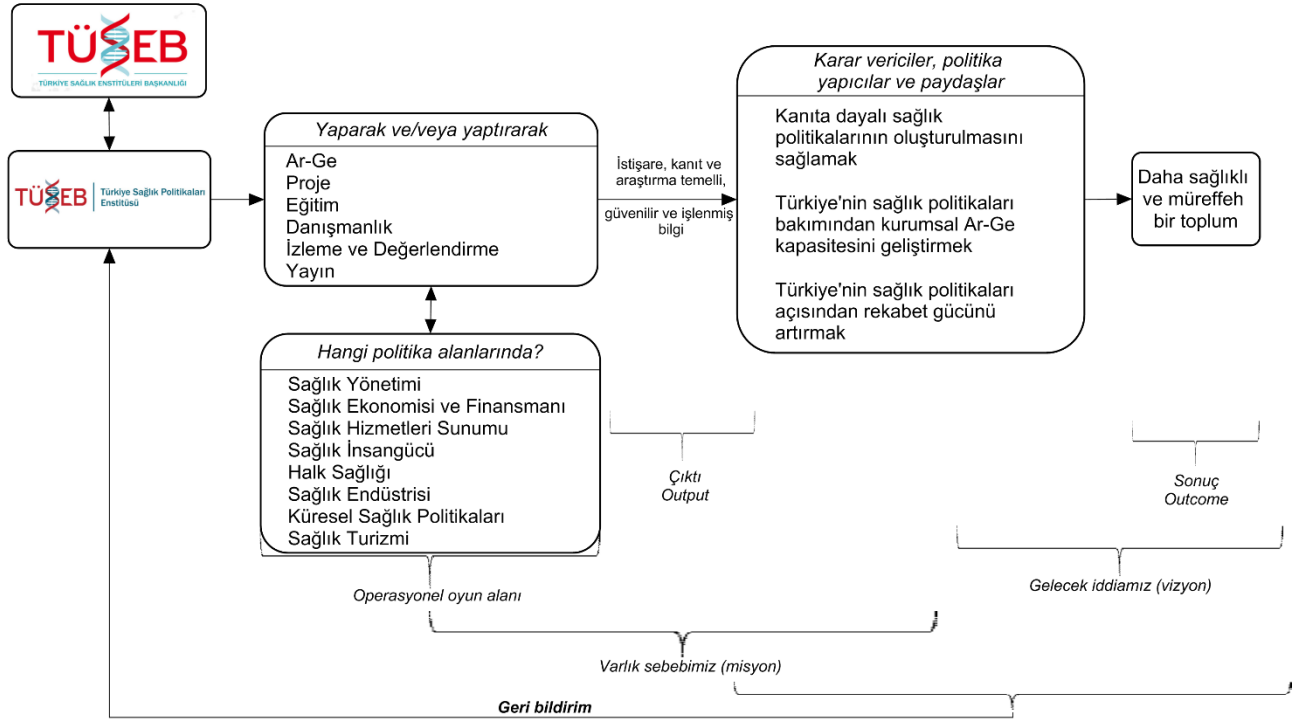 TÜSEB
TÜRKİYE SAĞLIK ENSTİTÜLERİ BAŞKANLIĞI
TÜSEB
Türkiye Sağlık Politikaları
Enstitüsü
Yaparak ve/veya yaptırarak
Ar-Ge
Proje
Eğitim
Danışmanlık
İzleme ve Değerlendirme
Yayın
Hangi politika alanlarında?
Sağlık Yönetimi
Sağlık Ekonomisi ve Finansmanı
Sağlık Hizmetleri Sunumu
Sağlık İnsangücü
Halk Sağlığı
Sağlık Endüstrisi
Küresel Sağlık Politikaları
Sağlık Turizmi
İstişare, kanıt ve
araştırma temelli,
güvenilir ve işlenmiş
bilgi
Karar vericiler, politika
yapıcılar ve paydaşlar
Kanıta dayalı sağlık
politikalarının oluşturulmasını
sağlamak
Türkiye'nin sağlık politikaları
bakımından kurumsal Ar-Ge
kapasitesini geliştirmek
Türkiye'nin sağlık politikaları
açısından rekabet gücünü
artırmak
Daha sağlıklı
ve müreffeh
bir toplum
Çıktı
Output
Sonuç
Outcome
Operasyonel oyun alanı
Gelecek iddiamız (vizyon)
Varlık sebebimiz (misyon)
Geri bildirim